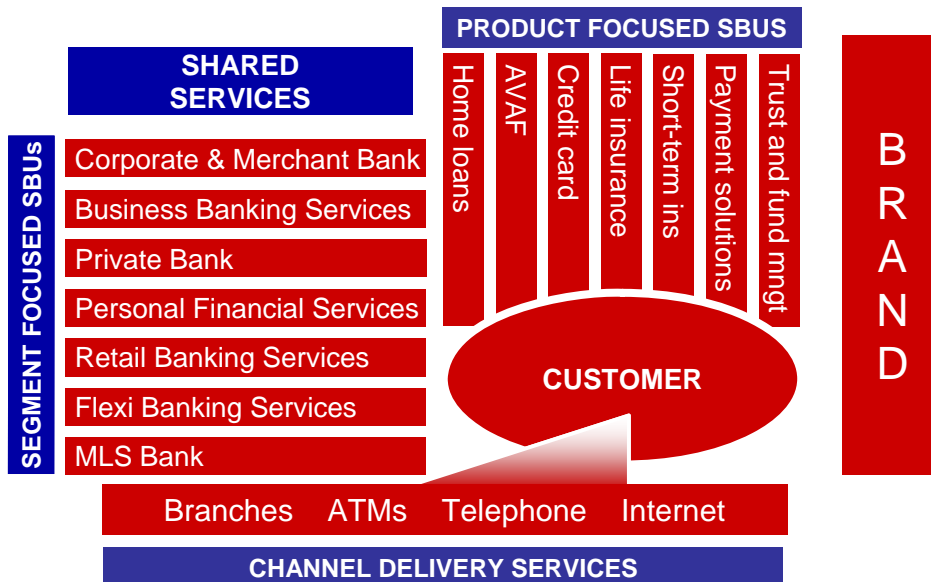 PRODUCT FOCUSED SBUS
SHARED
SERVICES
Home loans
AVAF
Credit card
Life insurance
Short-term ins
Payment solutions
Trust and fund mngt
SEGMENT FOCUSED SBUs
Corporate & Merchant Bank
Business Banking Services
Private Bank
Personal Financial Services
Retail Banking Services
Flexi Banking Services
MLS Bank
CUSTOMER
B
R
A
N
D
Branches ATMs Telephone Internet
CHANNEL DELIVERY SERVICES